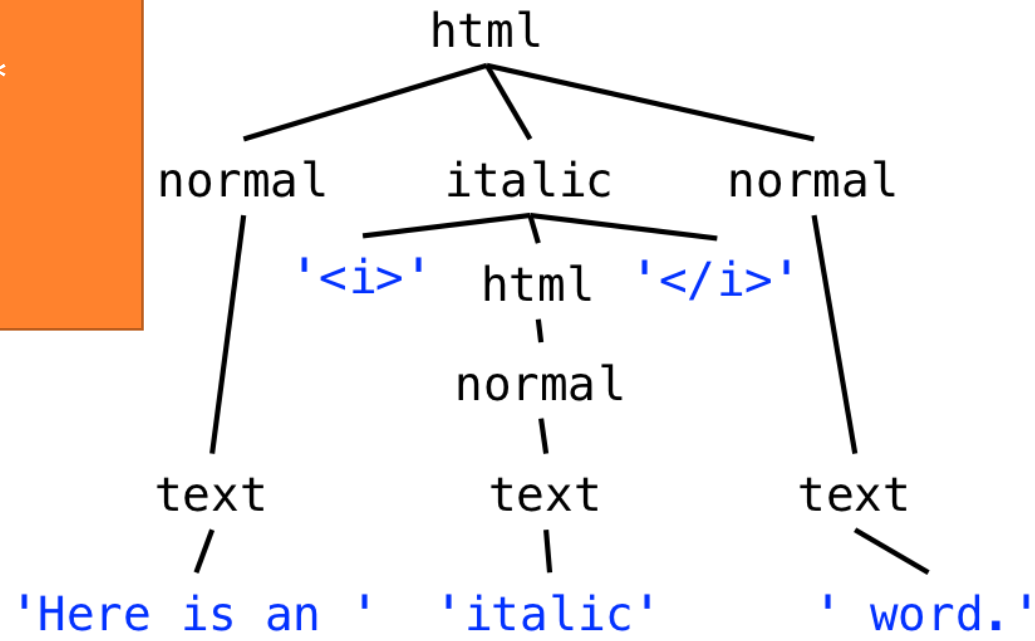 html
<
normal italic normal
'<i>' html '</i>'
normal
text text text
'Here is an ' 'italic' ' word.'